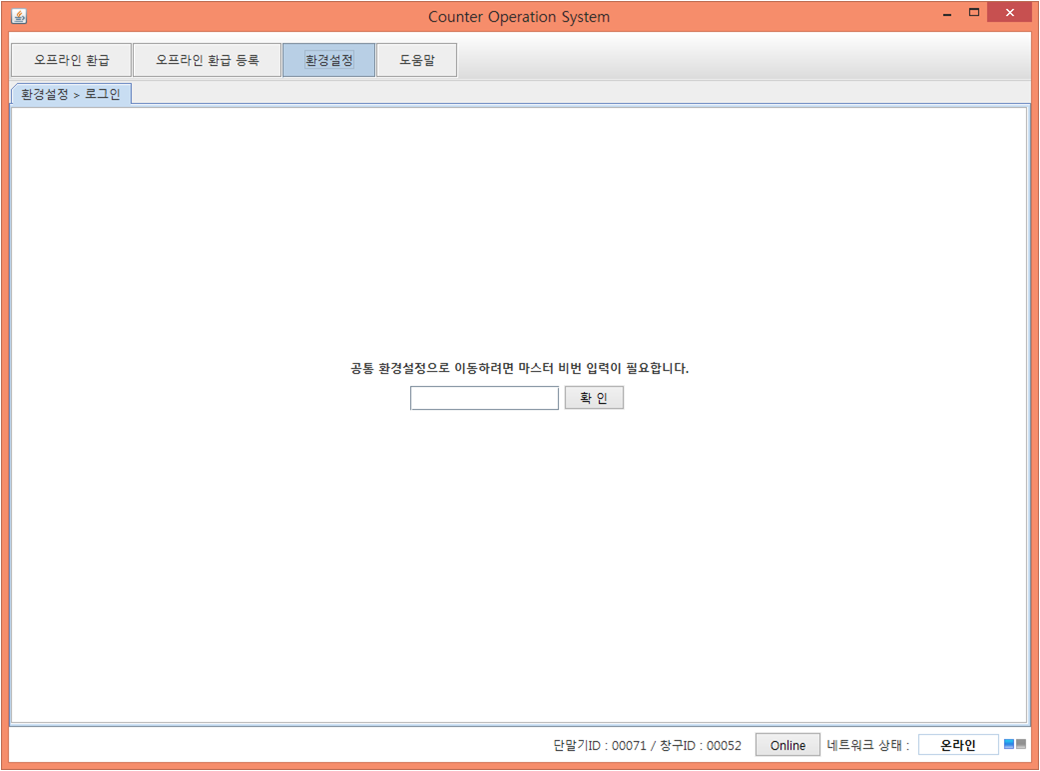 Counter Operation System
오프라인 환급 오프라인 환급 등록 환경설정 도움말
환경설정 > 로그인
공통 환경설정으로 이동하려면 마스터 비번 입력이 필요합니다.
확 인
단말기ID : 00071 / 창구ID : 00052 Online 네트워크 상태 : 온라인